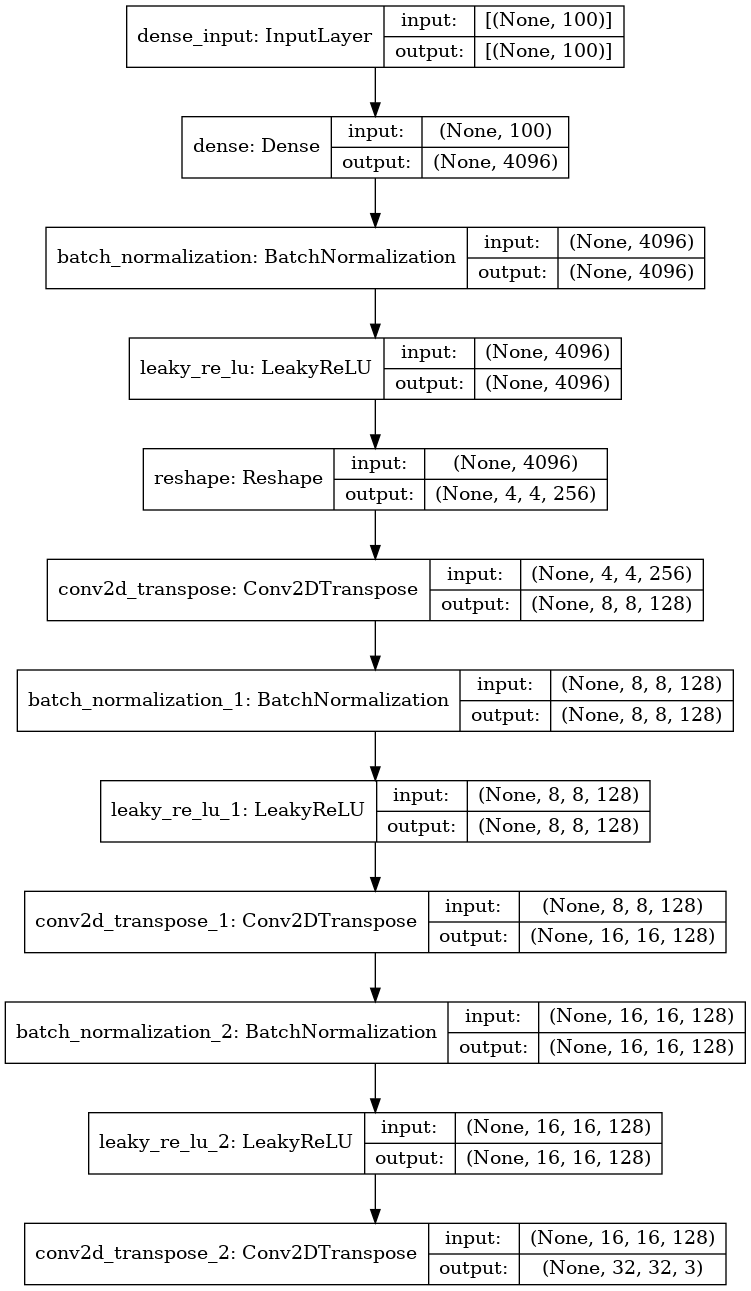 dense_input: InputLayer
input: [(None, 100)]
output: [(None, 100)]
dense: Dense
input: (None, 100)
output: (None, 4096)
batch_normalization: BatchNormalization
input: (None, 4096)
output: (None, 4096)
leaky_re_lu: LeakyReLU
input: (None, 4096)
output: (None, 4096)
reshape: Reshape
input: (None, 4096)
output: (None, 4, 4, 256)
conv2d_transpose: Conv2DTranspose
input: (None, 4, 4, 256)
output: (None, 8, 8, 128)
batch_normalization_1: BatchNormalization
input: (None, 8, 8, 128)
output: (None, 8, 8, 128)
leaky_re_lu_1: LeakyReLU
input: (None, 8, 8, 128)
output: (None, 8, 8, 128)
conv2d_transpose_1: Conv2DTranspose
input: (None, 8, 8, 128)
output: (None, 16, 16, 128)
batch_normalization_2: BatchNormalization
input: (None, 16, 16, 128)
output: (None, 16, 16, 128)
leaky_re_lu_2: LeakyReLU
input: (None, 16, 16, 128)
output: (None, 16, 16, 128)
conv2d_transpose_2: Conv2DTranspose
input: (None, 16, 16, 128)
output: (None, 32, 32, 3)